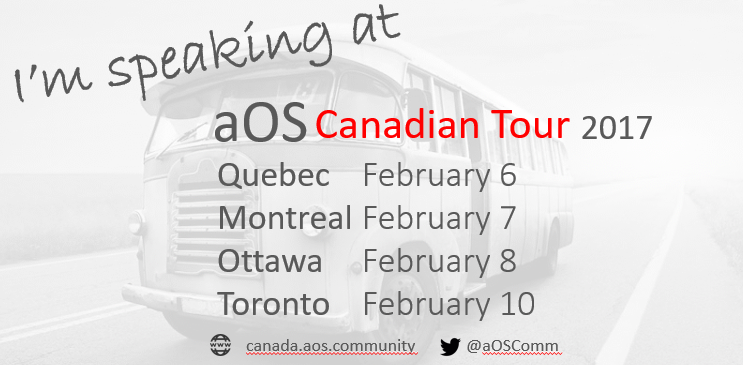 I'm speaking at
aOS Canadian Tour 2017
Quebec February 6
Montreal February 7
Ottawa February 8
Toronto February 10
canada.aos.community @aOSComm